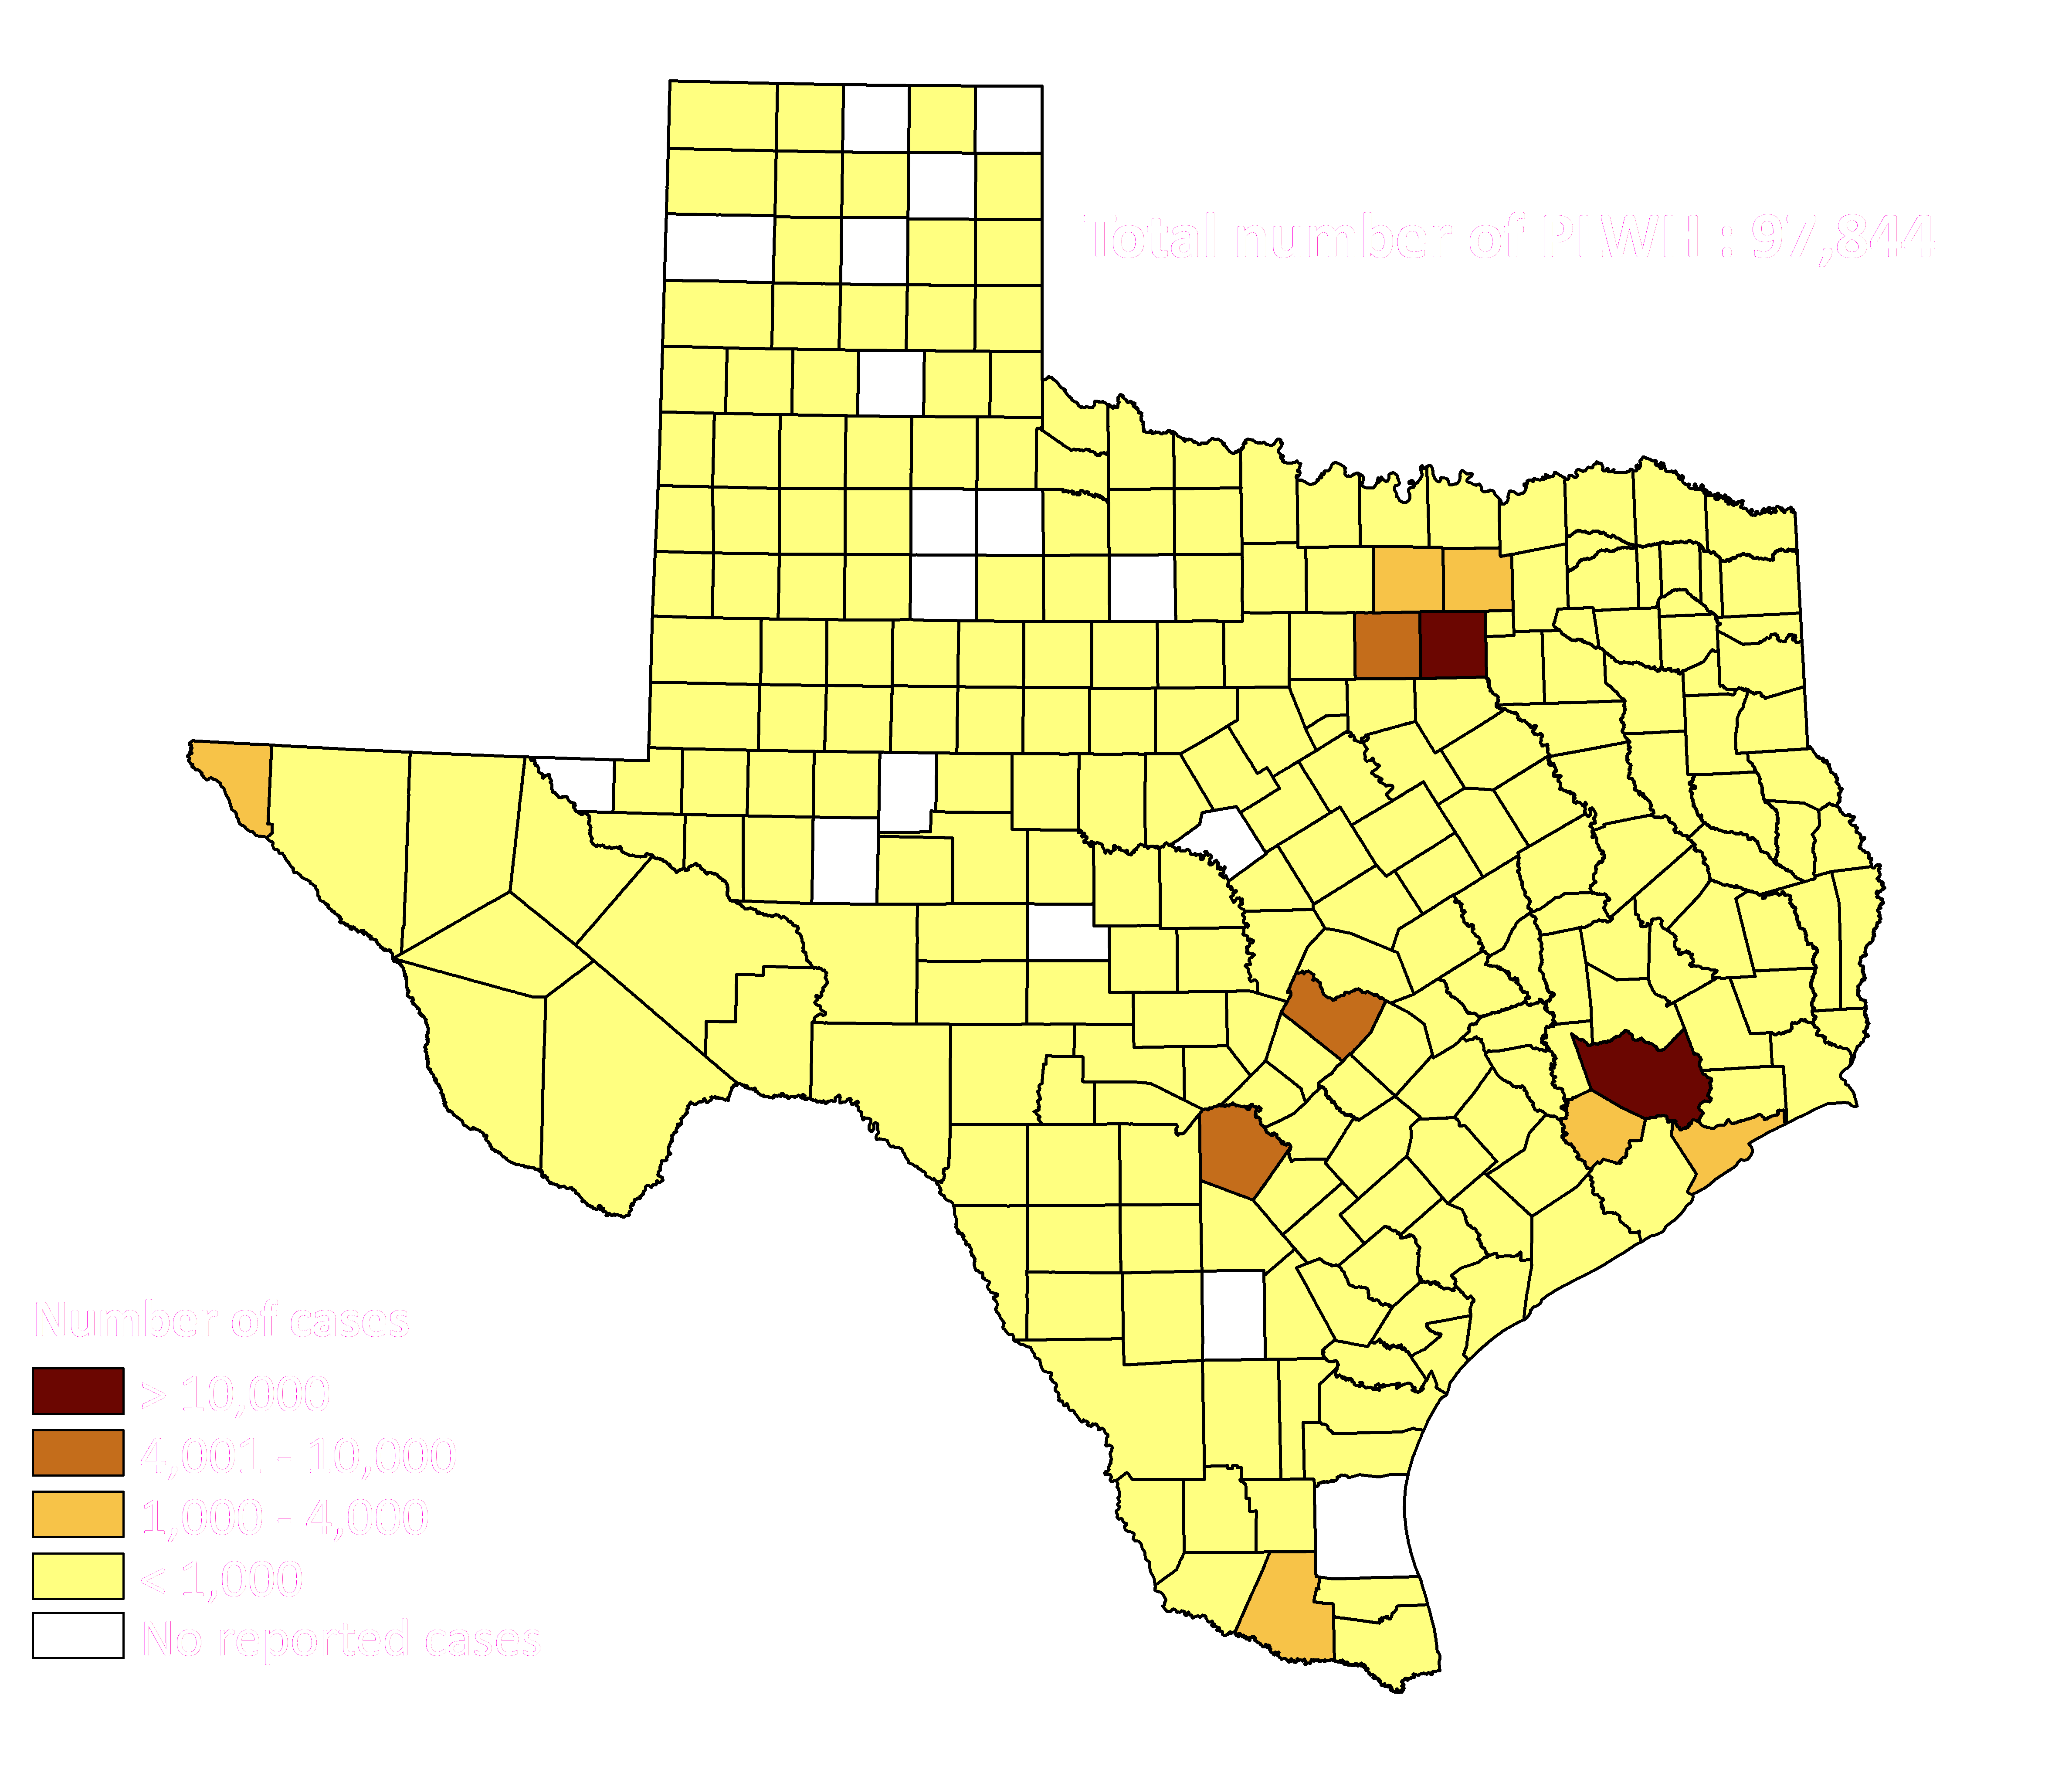 Total number of PLWH : 97,844
Number of cases
> 10,000
4,001 - 10,000
1,000 - 4,000
< 1,000
No reported cases